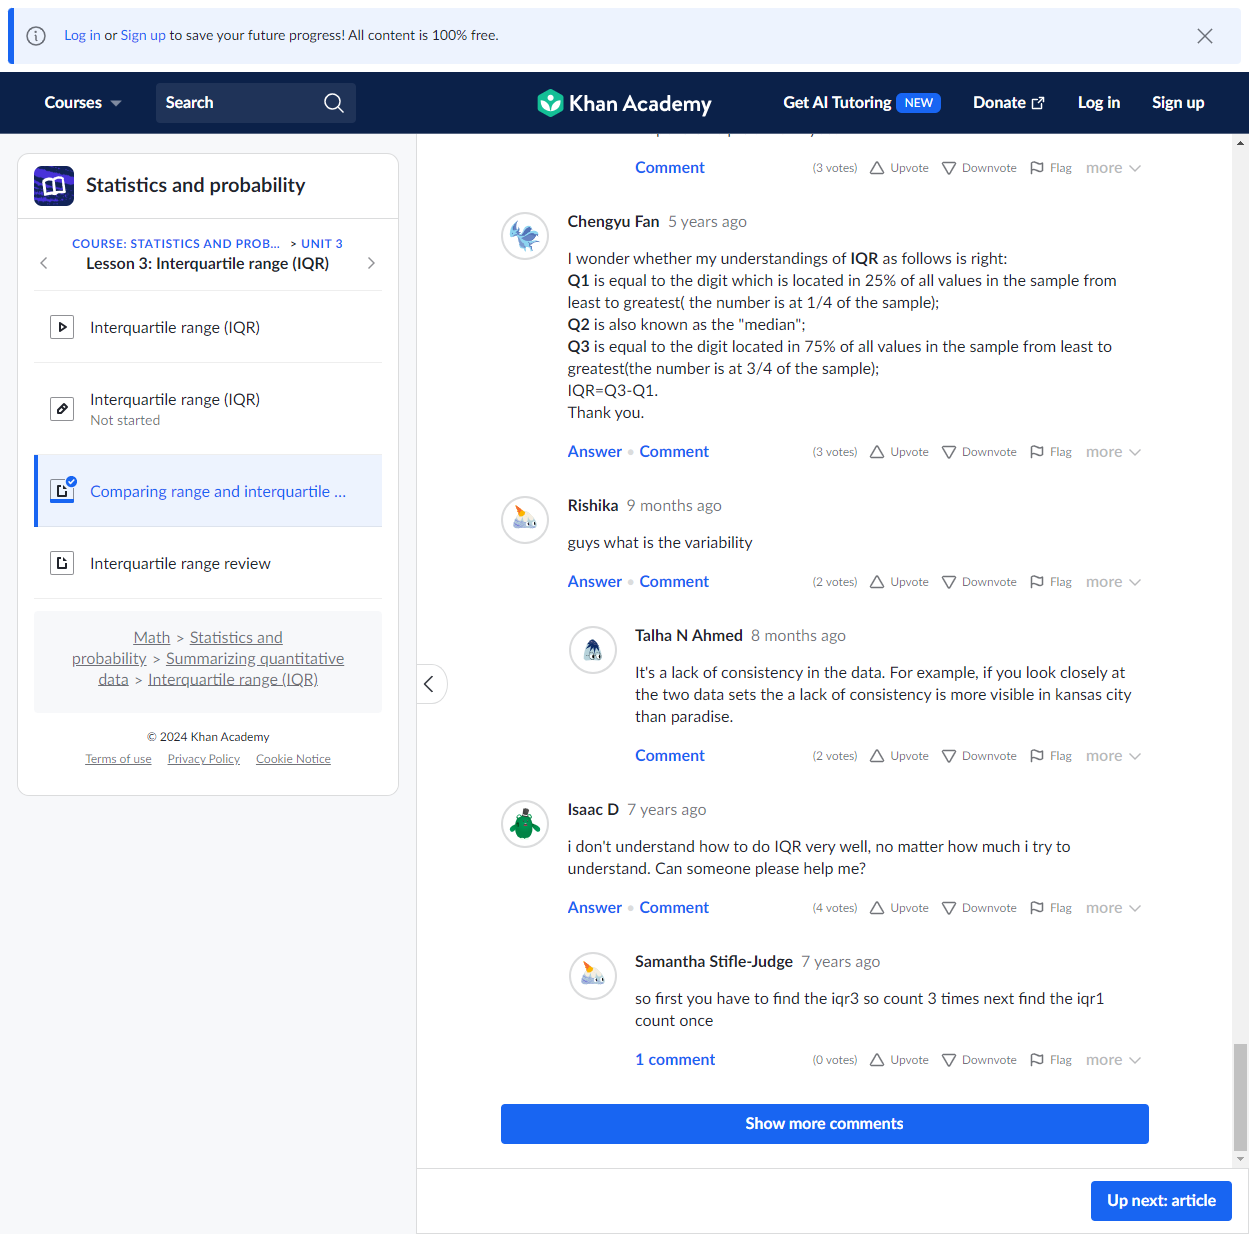 Log in or Sign up to save your future progress! All content is 100% free.
Courses
Search
Khan Academy
Get AI Tutoring NEW
Donate
Log in
Sign up
Statistics and probability
COURSE: STATISTICS AND PROB... > UNIT 3
Lesson 3: Interquartile range (IQR)
Interquartile range (IQR)
Interquartile range (IQR)
Not started
Comparing range and interquartile ...
Interquartile range review
Math > Statistics and
probability > Summarizing quantitative
data > Interquartile range (IQR)
© 2024 Khan Academy
Terms of use Privacy Policy Cookie Notice
Comment (3 votes) Upvote Downvote Flag more
Chengyu Fan 5 years ago
I wonder whether my understandings of IQR as follows is right:
Q1 is equal to the digit which is located in 25% of all values in the sample from
least to greatest( the number is at 1/4 of the sample);
Q2 is also known as the "median";
Q3 is equal to the digit located in 75% of all values in the sample from least to
greatest(the number is at 3/4 of the sample);
IQR=Q3-Q1.
Thank you.
Answer • Comment (3 votes) Upvote Downvote Flag more
Rishika 9 months ago
guys what is the variability
Answer • Comment (2 votes) Upvote Downvote Flag more
Talha N Ahmed 8 months ago
It's a lack of consistency in the data. For example, if you look closely at
the two data sets the a lack of consistency is more visible in kansas city
than paradise.
Comment (2 votes) Upvote Downvote Flag more
Isaac D 7 years ago
i don't understand how to do IQR very well, no matter how much i try to
understand. Can someone please help me?
Answer • Comment (4 votes) Upvote Downvote Flag more
Samantha Stifle-Judge 7 years ago
so first you have to find the iqr3 so count 3 times next find the iqr1
count once
1 comment (0 votes) Upvote Downvote Flag more
Show more comments
Up next: article